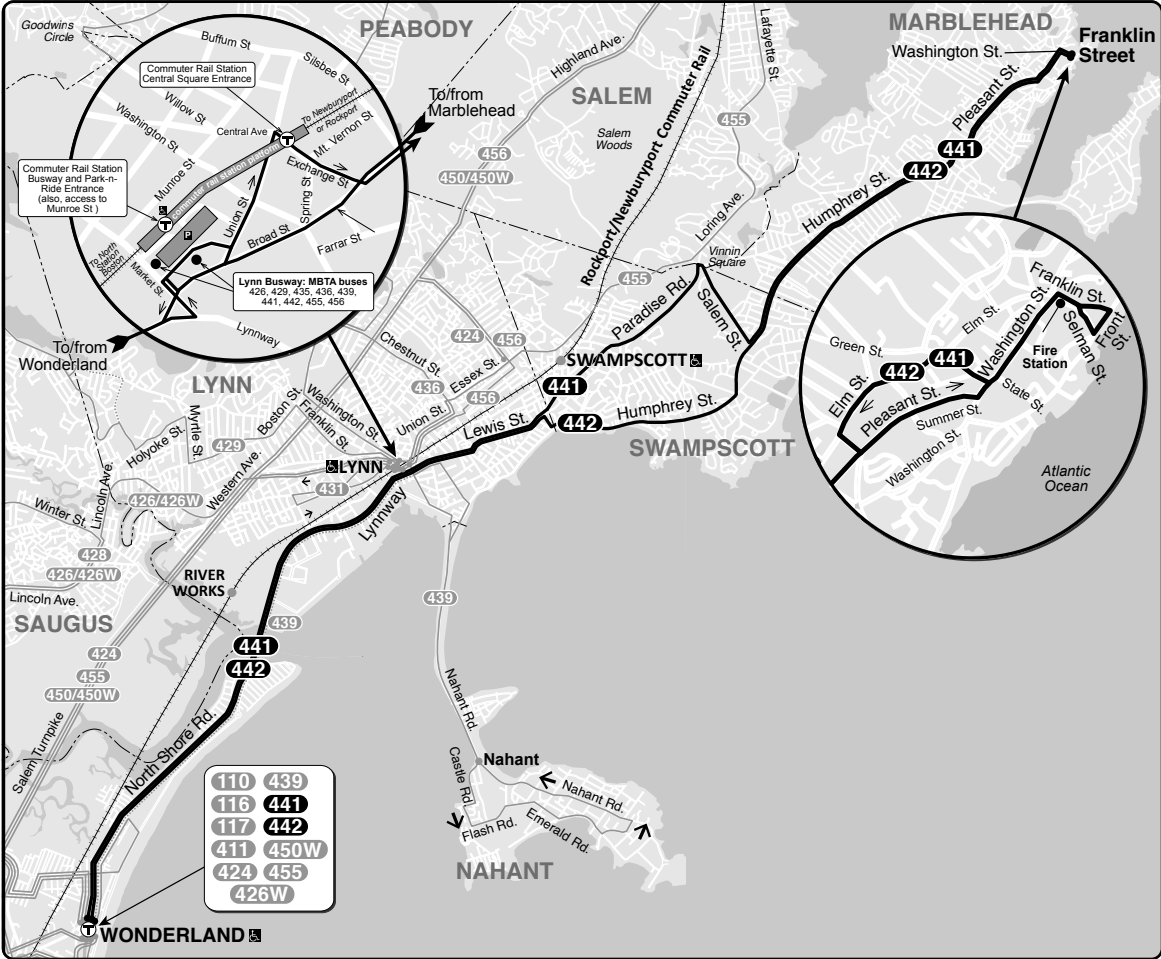 Goodwins
Circle
PEABODY
MARBLEHEAD
Washington St.
Franklin
Street
Pleasant St.
Lafayette St.
Highland Ave.
SALEM
Salem
Woods
Rockport/Newburyport Commuter Rail
455
456
450/450W
441
442
Humphrey St.
Loring Ave.
Vinnin
Square
455
Paradise Rd.
Salem St.
Buffum St
Silsbee St
Commuter Rail Station
Central Square Entrance
Willow St
Washington St
Central Ave
To Newburyport
or Rockport
Mt. Vernon St
To/from
Marblehead
Commuter Rail Station
Busway and Park-n-
Ride Entrance
(also, access to
Munroe St )
Munroe St
commuter rail station platform
Exchange St
Spring St
Union St
T
T
P
Broad St
Farrar St
To North
Station
Boston
Market St.
Lynn Busway: MBTA buses
426, 429, 435, 436, 439,
441, 442, 455, 456
Lynnway
To/from
Wonderland
LYNN
Chestnut St.
424
456
Essex St.
436
456
SWAMPSCOTT
441
442
Humphrey St.
SWAMPSCOTT
Union St.
Lewis St.
Washington St.
Franklin St.
Boston St.
Myrtle St.
Holyoke St.
429
Western Ave.
LYNN
431
Lynnway
426/426W
Lincoln Ave.
Winter St.
428
426/426W
Lincoln Ave.
RIVER
WORKS
SAUGUS
439
439
441
442
424
455
450/450W
Salem Turnpike
North Shore Rd.
Nahant Rd.
Nahant
Castle Rd.
Nahant Rd.
Flash Rd.
Emerald Rd.
NAHANT
110 439
116 441
117 442
411 450W
424 455
426W
T
WONDERLAND
Franklin St.
Front
St.
Selman St.
Washington St.
Elm St.
Green St.
Fire
Station
441
442
Elm St.
Pleasant St.
State St.
Summer St.
Washington St.
Atlantic
Ocean